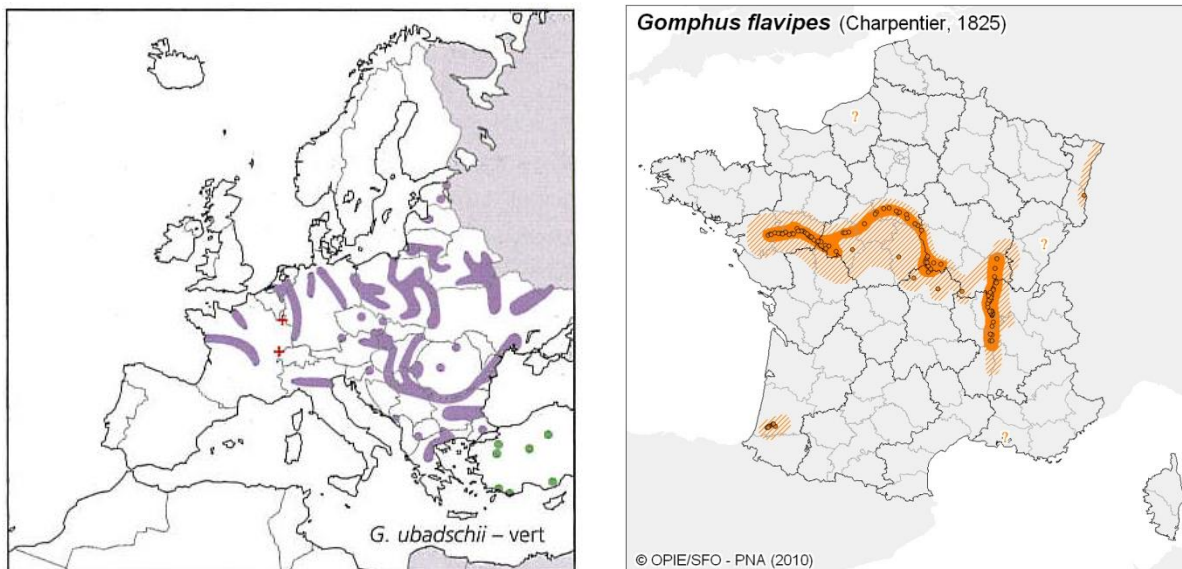 G. ubadschii – vert
Gomphus flavipes (Charpentier, 1825)
?
?
?
© OPIE/SFO - PNA (2010)